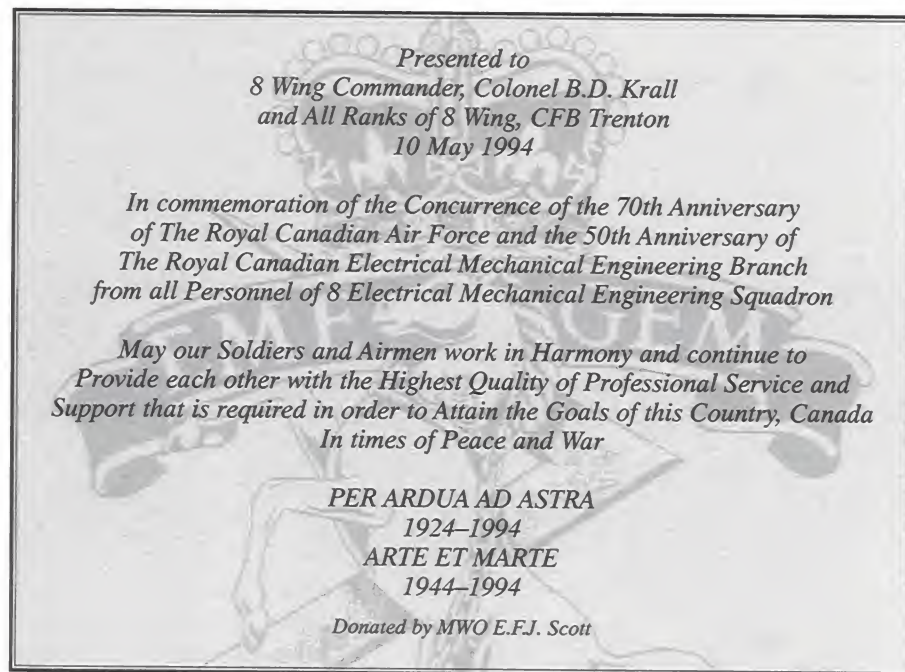 Presented to
8 Wing Commander, Colonel B.D. Krall
and All Ranks of 8 Wing, CFB Trenton
10 May 1994
In commemoration of the Concurrence of the 70th Anniversary
of The Royal Canadian Air Force and the 50th Anniversary of
The Royal Canadian Electrical Mechanical Engineering Branch
from all Personnel of 8 Electrical Mechanical Engineering Squadron
EME GEM
May our Soldiers and Airmen work in Harmony and continue to
Provide each other with the Highest Quality of Professional Service and
Support that is required in order to Attain the Goals of this Country, Canada
In times of Peace and War
PER ARDUA AD ASTRA
1924–1994
ARTE ET MARTE
1944–1994
Donated by MWO E.F.J. Scott